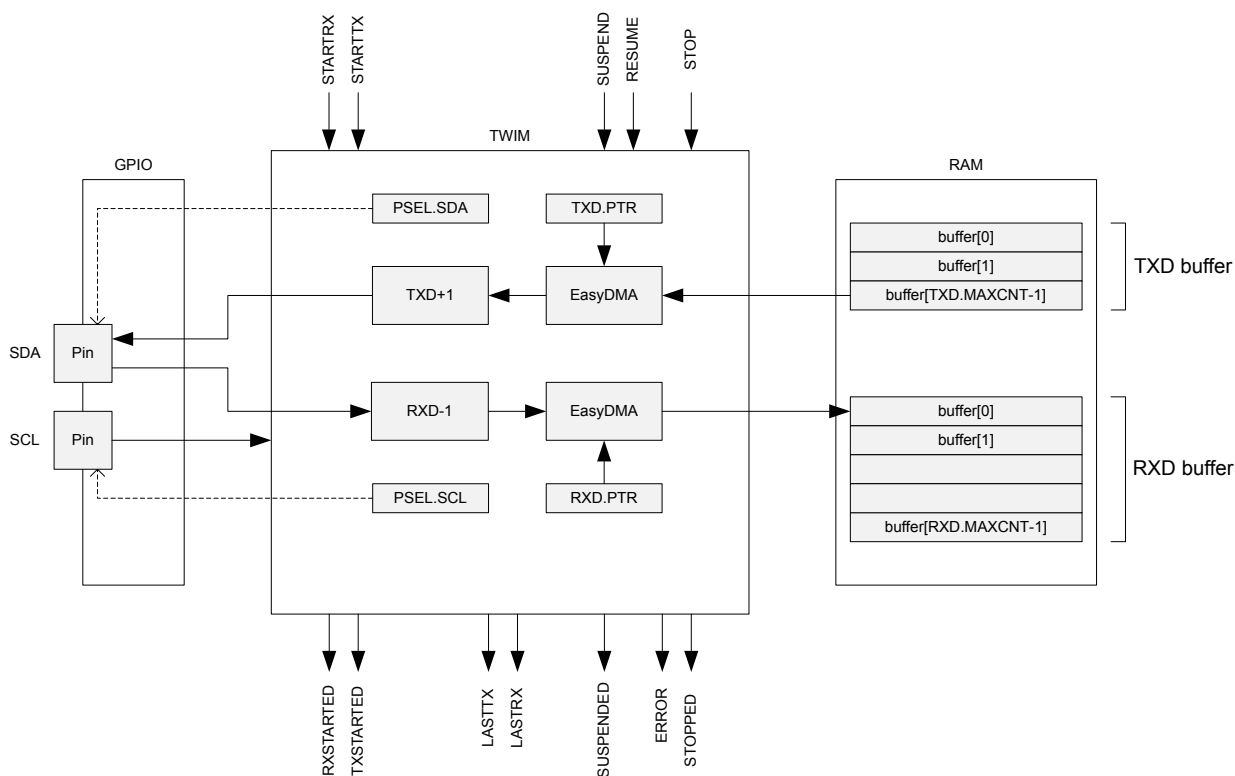 STARTRX
STARTTX
SUSPEND
RESUME
STOP
GPIO
TWIM
RAM
PSEL.SDA
TXD.PTR
buffer[0]
buffer[1]
buffer[TXD.MAXCNT-1]
TXD buffer
TXD+1
EasyDMA
SDA
Pin
RXD-1
EasyDMA
buffer[0]
buffer[1]
buffer[RXD.MAXCNT-1]
RXD buffer
SCL
Pin
PSEL.SCL
RXD.PTR
RXSTARTED
TXSTARTED
LASTTX
LASTRX
SUSPENDED
ERROR
STOPPED